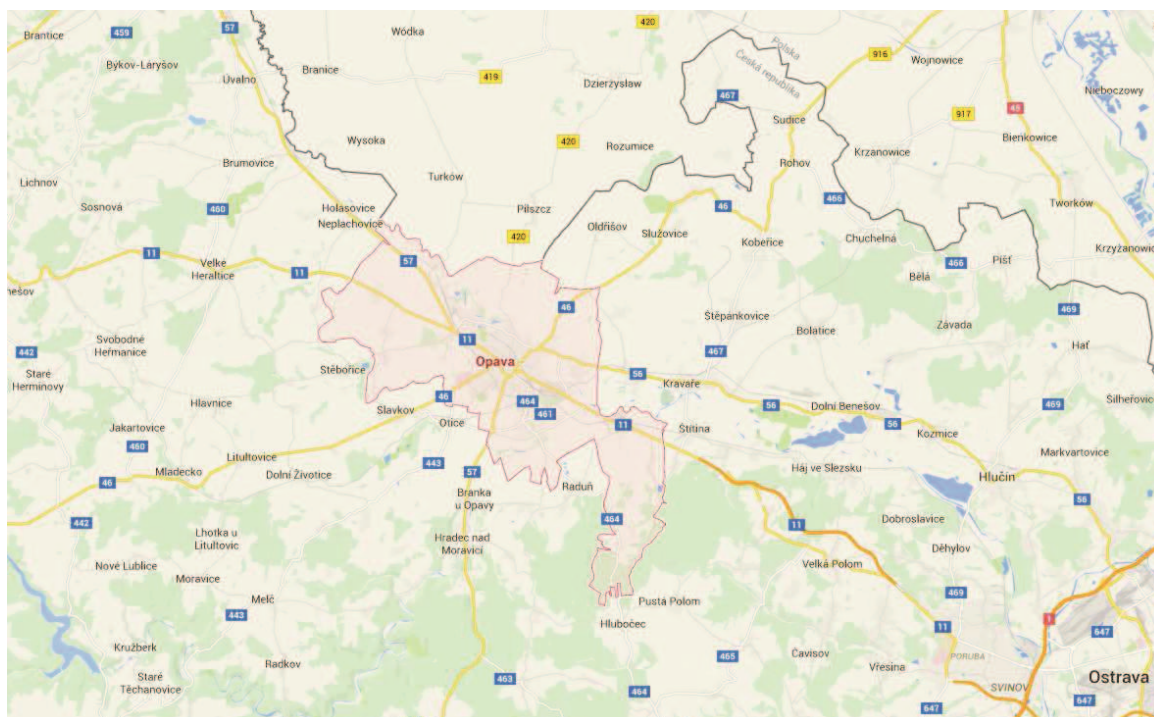 57
Brantice
459
Wódka
420
Polska
Česká republika
916
Wojnowice
Býkov-Láryšov
Úvalno
Branice
419
Dzierzysław
467
Nieboczowy
45
917
Sudice
Bienkowice
Wysoka
420
Rozumice
Krzanowice
Brumovice
Rohov
Turków
Lichnov
Sosnová
460
Holasovice
Neplachovice
Pilszcz
46
466
Tworków
Oldřišov
Služovice
420
Kobeřice
Chuchelná
Krzyżanowic
11
Velké
Heraltice
11
57
466
Píšť
Bělá
46
469
Štěpánkovice
Bolatice
Závada
Svobodné
Heřmanice
11
467
Hať
442
Staré
Heřminovy
Stěbořice
Opava
56
Kravaře
46
464
461
Slavkov
Hlavnice
56
Dolní Benešov
469
Šilheřovice
Otice
11
Štítina
56
Kozmice
Jakartovice
460
Litultovice
Markvartovice
Mladecko
Dolní Životice
443
57
Háj ve Slezsku
Hlučín
46
Branka
u Opavy
Raduň
56
442
464
11
Dobroslavice
Lhotka u
Litultovic
Hradec nad
Moravicí
Děhylov
Nové Lublice
Moravice
Velká Polom
Melč
469
Pustá Polom
443
Hlubočec
11
1
647
Kružberk
Radkov
465
Čavisov
PORUBA
Vřesina
Staré
Těchanovice
463
464
SVINOV
Ostrava
647
647